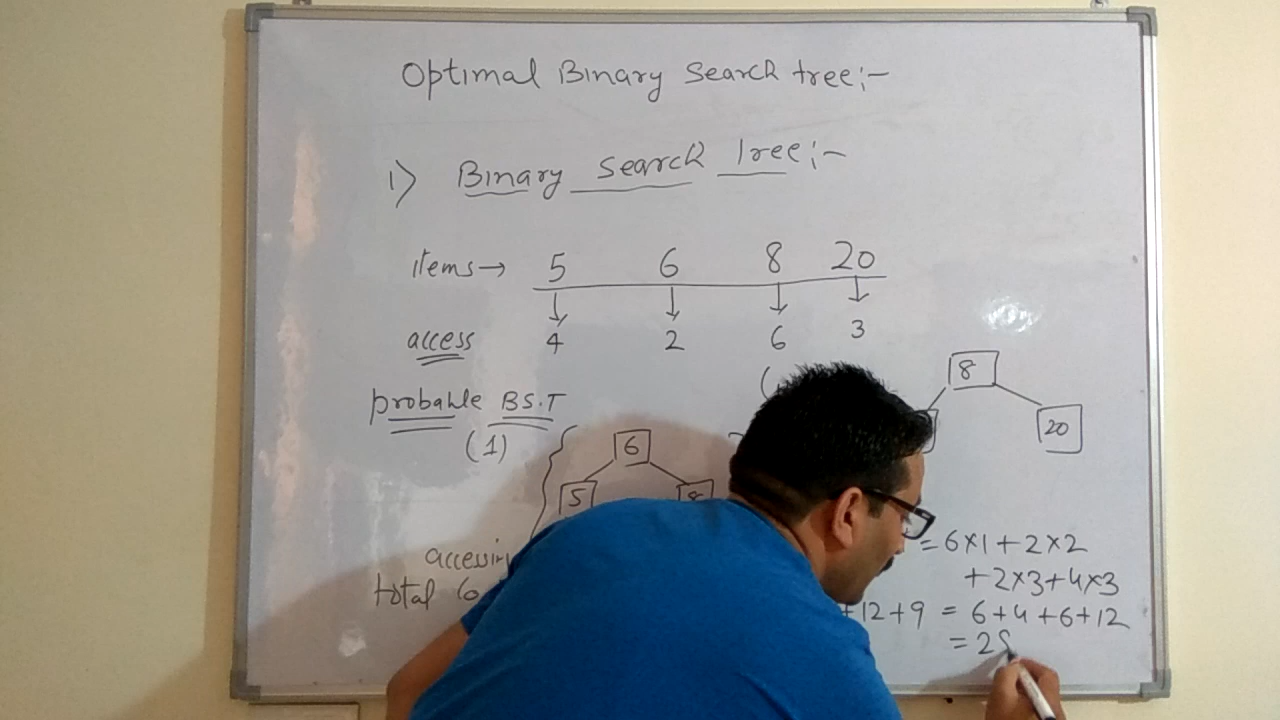 Optimal Binary Search tree:-
1) Binary Search Tree:-
items→ 5 6 8 20
access 4 2 6 3
probable B.S.T
(1)
6
5 8
8
20
= 6×1 + 2×2
+ 2×3 + 4×3
+12+9 = 6+4+6+12
total
= 28